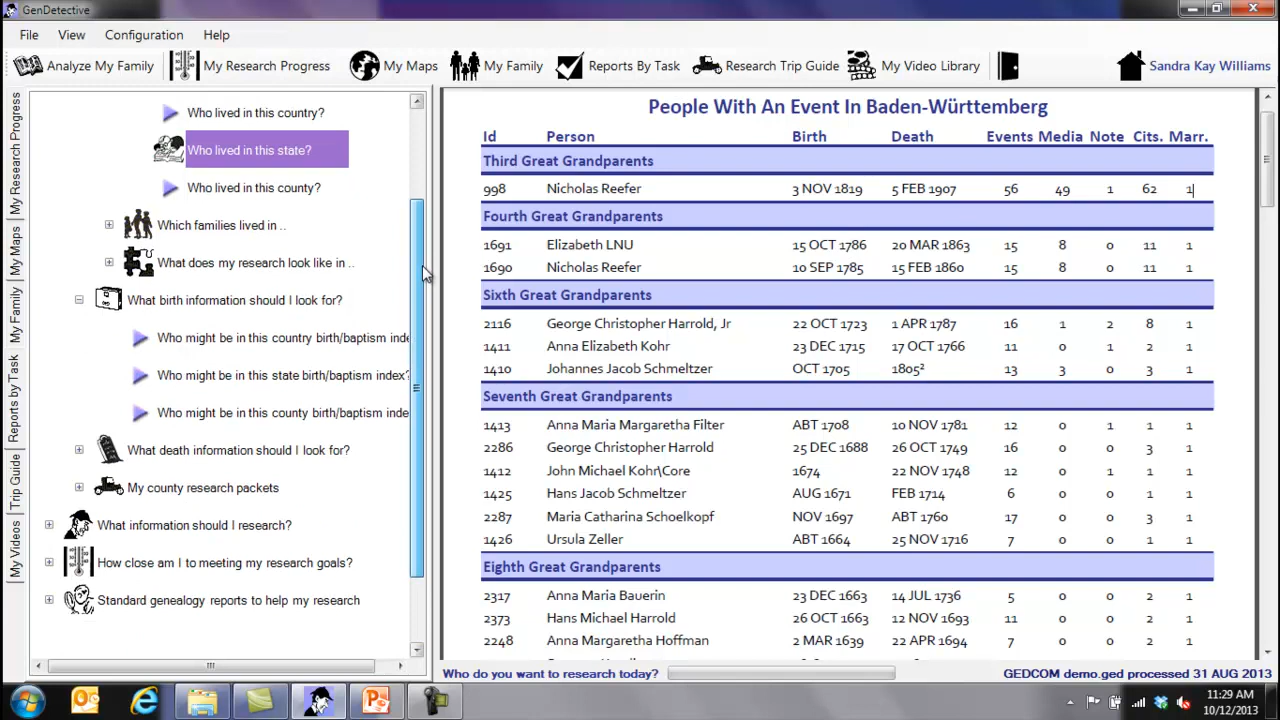 GenDetective
File View Configuration Help
Analyze My Family My Research Progress My Maps My Family Reports By Task Research Trip Guide My Video Library Sandra Kay Williams
My Research Progress
My Maps
My Family
Reports by Task
Trip Guide
My Videos
Who lived in this country?
Who lived in this state?
Who lived in this county?
Which families lived in ..
What does my research look like in ..
What birth information should I look for?
Who might be in this country birth/baptism inde
Who might be in this state birth/baptism index?
Who might be in this county birth/baptism inde
What death information should I look for?
My county research packets
What information should I research?
How close am I to meeting my research goals?
Standard genealogy reports to help my research
People With An Event In Baden-Württemberg
Id Person Birth Death Events Media Note Cits. Marr.
Third Great Grandparents
998 Nicholas Reefer 3 NOV 1819 5 FEB 1907 56 49 1 62 1
Fourth Great Grandparents
1691 Elizabeth LNU 15 OCT 1786 20 MAR 1863 15 8 0 11 1
1690 Nicholas Reefer 10 SEP 1785 15 FEB 1860 15 8 0 11 1
Sixth Great Grandparents
2116 George Christopher Harrold, Jr 22 OCT 1723 1 APR 1787 16 1 2 8 1
1411 Anna Elizabeth Kohr 23 DEC 1715 17 OCT 1766 11 0 1 2 1
1410 Johannes Jacob Schmeltzer OCT 1705 1805² 13 3 0 3 1
Seventh Great Grandparents
1413 Anna Maria Margaretha Filter ABT 1708 10 NOV 1781 12 0 1 1 1
2286 George Christopher Harrold 25 DEC 1688 26 OCT 1749 16 0 0 3 1
1412 John Michael Kohr\Core 1674 22 NOV 1748 12 0 1 1 1
1425 Hans Jacob Schmeltzer AUG 1671 FEB 1714 6 0 0 1 1
2287 Maria Catharina Schoelkopf NOV 1697 ABT 1760 17 0 0 3 1
1426 Ursula Zeller ABT 1664 25 NOV 1716 7 0 0 1 1
Eighth Great Grandparents
2317 Anna Maria Bauerin 23 DEC 1663 14 JUL 1736 5 0 0 2 1
2373 Hans Michael Harrold 26 OCT 1663 12 NOV 1693 11 0 0 2 1
2248 Anna Margaretha Hoffman 2 MAR 1639 22 APR 1694 7 0 0 2 1
Who do you want to research today? GEDCOM demo.ged processed 31 AUG 2013
11:29 AM
10/12/2013